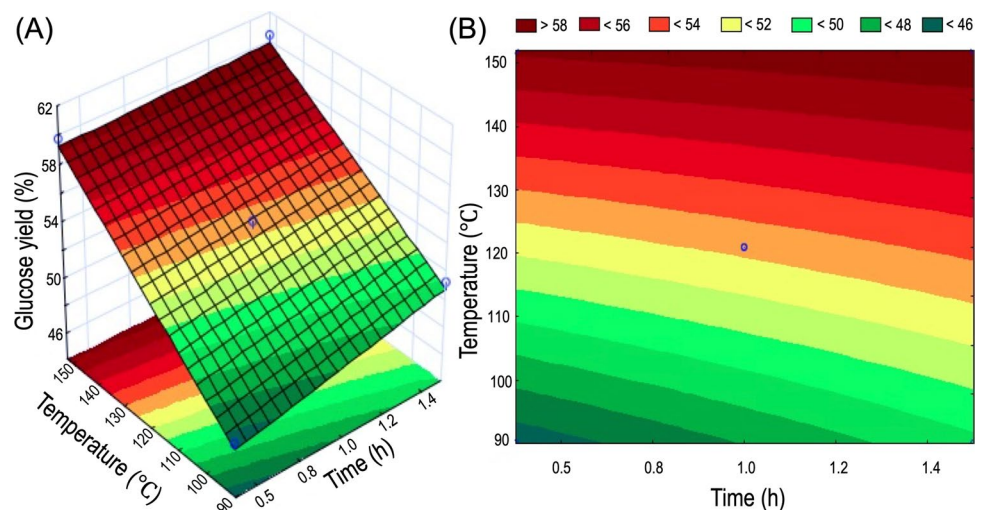 (A)
62
58
54
50
46
Glucose yield (%)
150
140
130
120
110
100
90
Temperature (°C)
0.5
0.8
1.0
1.2
1.4
Time (h)
(B)
> 58 < 56 < 54 < 52 < 50 < 48 < 46
150
140
130
120
110
100
90
Temperature (°C)
0.5 0.8 1.0 1.2 1.4
Time (h)